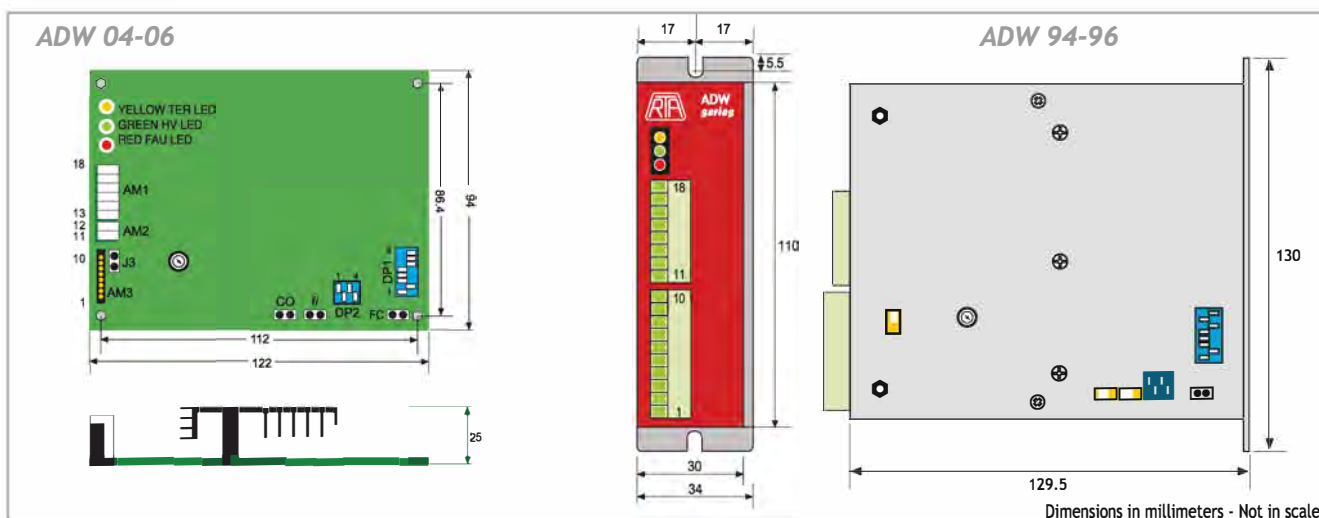 ADW 04-06
YELLOW TER LED
GREEN HV LED
RED FAU LED
18
AM1
13
12
AM2
11
10
J3
AM3
1
CO
1 4
DP2
FC
DP1
86.4
94
112
122
25
17
17
5.5
RTA
ADW
series
18
11
10
1
110
30
34
ADW 94-96
130
129.5
Dimensions in millimeters - Not in scale